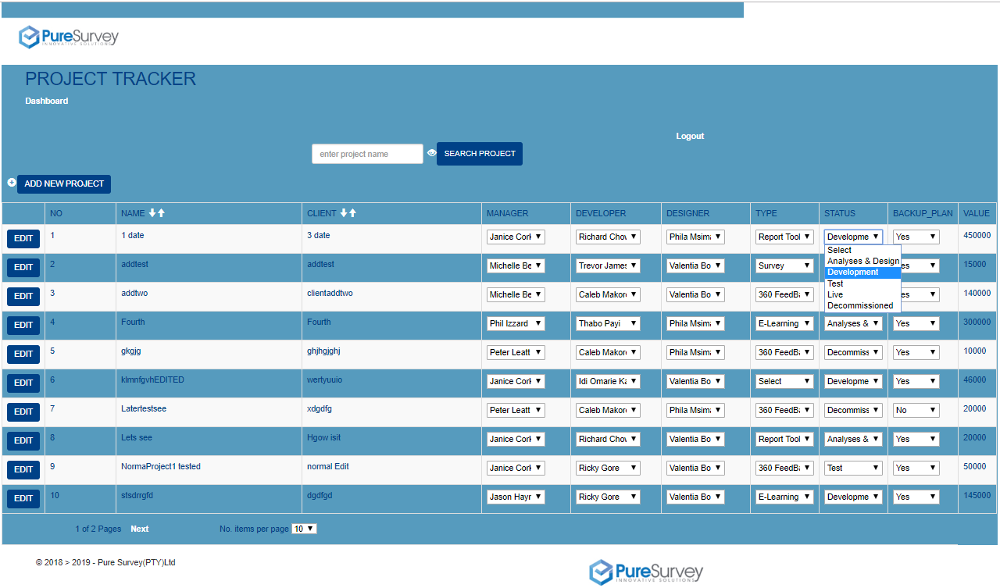 PureSurvey
INNOVATIVE SOLUTIONS
PROJECT TRACKER
Dashboard
Logout
enter project name SEARCH PROJECT
ADD NEW PROJECT
NO NAME CLIENT MANAGER DEVELOPER DESIGNER TYPE STATUS BACKUP_PLAN VALUE
EDIT 1 1 date 3 date Janice Cork Richard Chov Phila Msima Report Tool Developme Yes 450000
Select
Analyses & Design
Development
Test
Live
Decommissioned
EDIT 2 addtest addtest Michelle Be Trevor James Valentia Bo Survey es 15000
EDIT 3 addtwo clientaddtwo Michelle Be Caleb Makor Valentia Bo 360 FeedBa es 140000
EDIT 4 Fourth Fourth Phil Izzard Thabo Payi Phila Msima E-Learning Analyses & Yes 300000
EDIT 5 gkgjg ghjhgjghj Peter Leatt Caleb Makor Phila Msima 360 FeedBa Decommiss Yes 10000
EDIT 6 klmnfgvhEDITED wertyuuio Janice Cork Idi Omarie Ka Valentia Bo Select Developme Yes 46000
EDIT 7 Latertestsee xdgdfg Peter Leatt Caleb Makor Phila Msima 360 FeedBa Decommiss No 20000
EDIT 8 Lets see Hgow isit Janice Cork Richard Chov Valentia Bo Report Tool Analyses & Yes 20000
EDIT 9 NormaProject1 tested normal Edit Janice Cork Ricky Gore Valentia Bo 360 FeedBa Test Yes 50000
EDIT 10 stsdrrgfd dgdfgd Jason Hayr Ricky Gore Valentia Bo E-Learning Developme Yes 145000
1 of 2 Pages Next No. items per page 10
© 2018 > 2019 - Pure Survey(PTY)Ltd
PureSurvey
INNOVATIVE SOLUTIONS